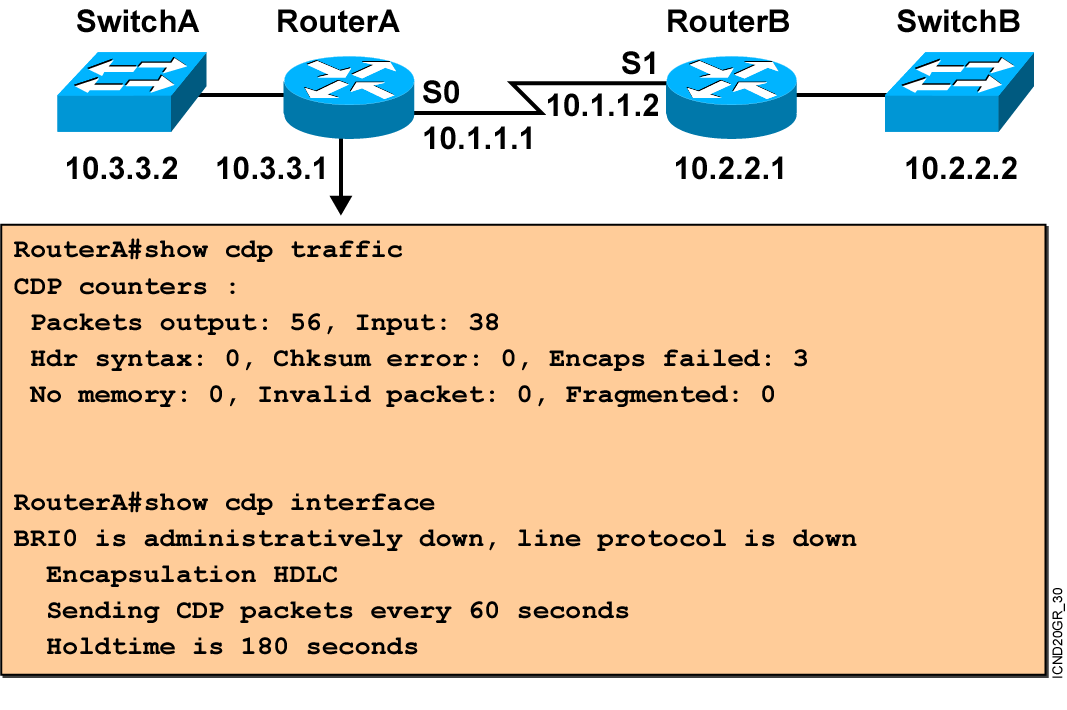 SwitchA RouterA RouterB SwitchB
S0 S1
10.1.1.2
10.1.1.1
10.3.3.2 10.3.3.1 10.2.2.1 10.2.2.2
RouterA#show cdp traffic
CDP counters :
Packets output: 56, Input: 38
Hdr syntax: 0, Chksum error: 0, Encaps failed: 3
No memory: 0, Invalid packet: 0, Fragmented: 0
RouterA#show cdp interface
BRI0 is administratively down, line protocol is down
Encapsulation HDLC
Sending CDP packets every 60 seconds
Holdtime is 180 seconds
ICND20GR_30